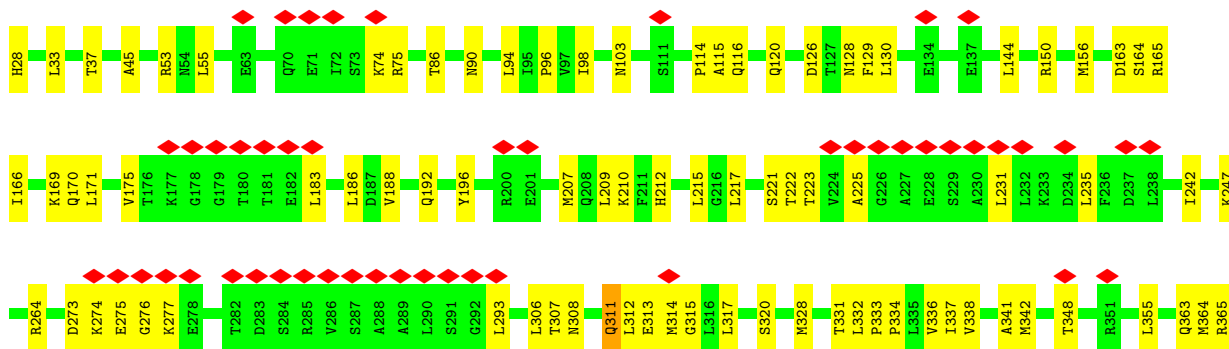 H28 L33 T37 A45 R53 N54 L55 E63 Q70 E71 I72 S73 K74 R75 T86 N90 L94 I95 P96 V97 I98 N103 S111 P114 A115 Q116 Q120 D126 T127 N128 F129 L130 E134 E137 L144 R150 M156 D163 S164 R165
I166 K169 Q170 L171 V175 T176 K177 G178 G179 T180 T181 E182 L183 L186 D187 V188 Q192 Y196 R200 E201 M207 Q208 L209 K210 F211 H212 L215 G216 L217 S221 T222 T223 V224 A225 G226 A227 E228 S229 A230 L231 L232 K233 D234 L235 F236 D237 L238 I242 K247
R264 D273 K274 E275 G276 K277 E278 T282 D283 S284 R285 V286 S287 A288 A289 L290 S291 G292 L293 L306 T307 N308 Q311 L312 E313 M314 G315 L316 L317 S320 M328 T331 L332 P333 P334 L335 V336 I337 V338 A341 M342 T348 R351 L355 Q363 M364 R365